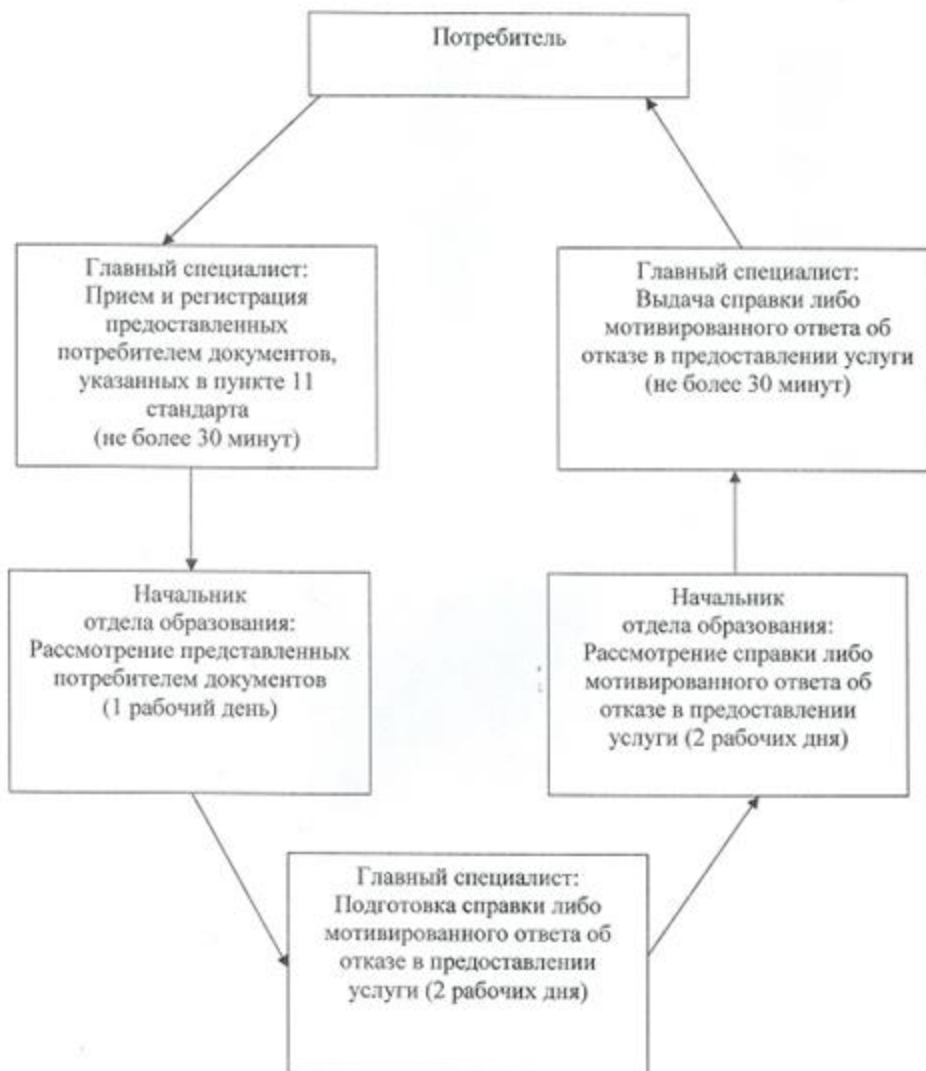 Потребитель
Главный специалист:
Прием и регистрация
предоставленных
потребителем документов,
указанных в пункте 11
стандарта
(не более 30 минут)
Начальник
отдела образования:
Рассмотрение представленных
потребителем документов
(1 рабочий день)
Главный специалист:
Подготовка справки либо
мотивированного ответа об
отказе в предоставлении
услуги (2 рабочих дня)
Начальник
отдела образования:
Рассмотрение справки либо
мотивированного ответа об
отказе в предоставлении
услуги (2 рабочих дня)
Главный специалист:
Выдача справки либо
мотивированного ответа об
отказе в предоставлении услуги
(не более 30 минут)